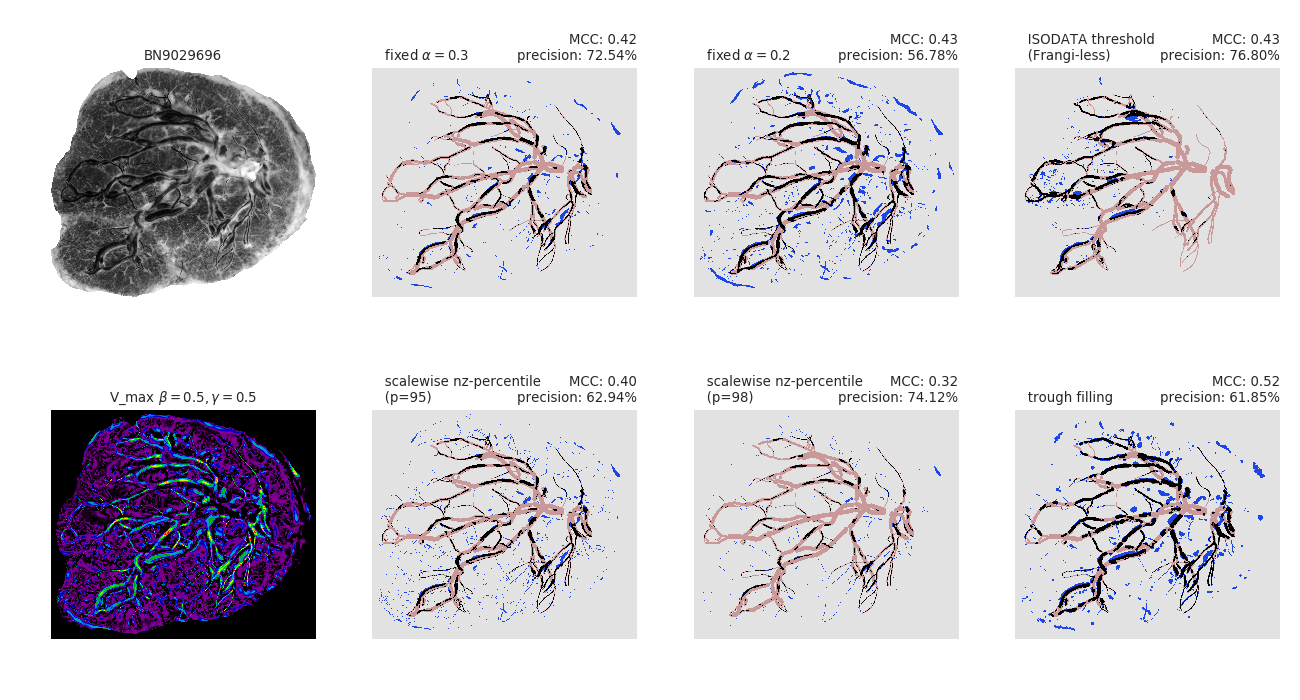 BN9029696
MCC: 0.42
fixed α = 0.3 precision: 72.54%
MCC: 0.43
fixed α = 0.2 precision: 56.78%
ISODATA threshold MCC: 0.43
(Frangi-less) precision: 76.80%
V_max β = 0.5, γ = 0.5
scalewise nz-percentile MCC: 0.40
(p=95) precision: 62.94%
scalewise nz-percentile MCC: 0.32
(p=98) precision: 74.12%
MCC: 0.52
trough filling precision: 61.85%